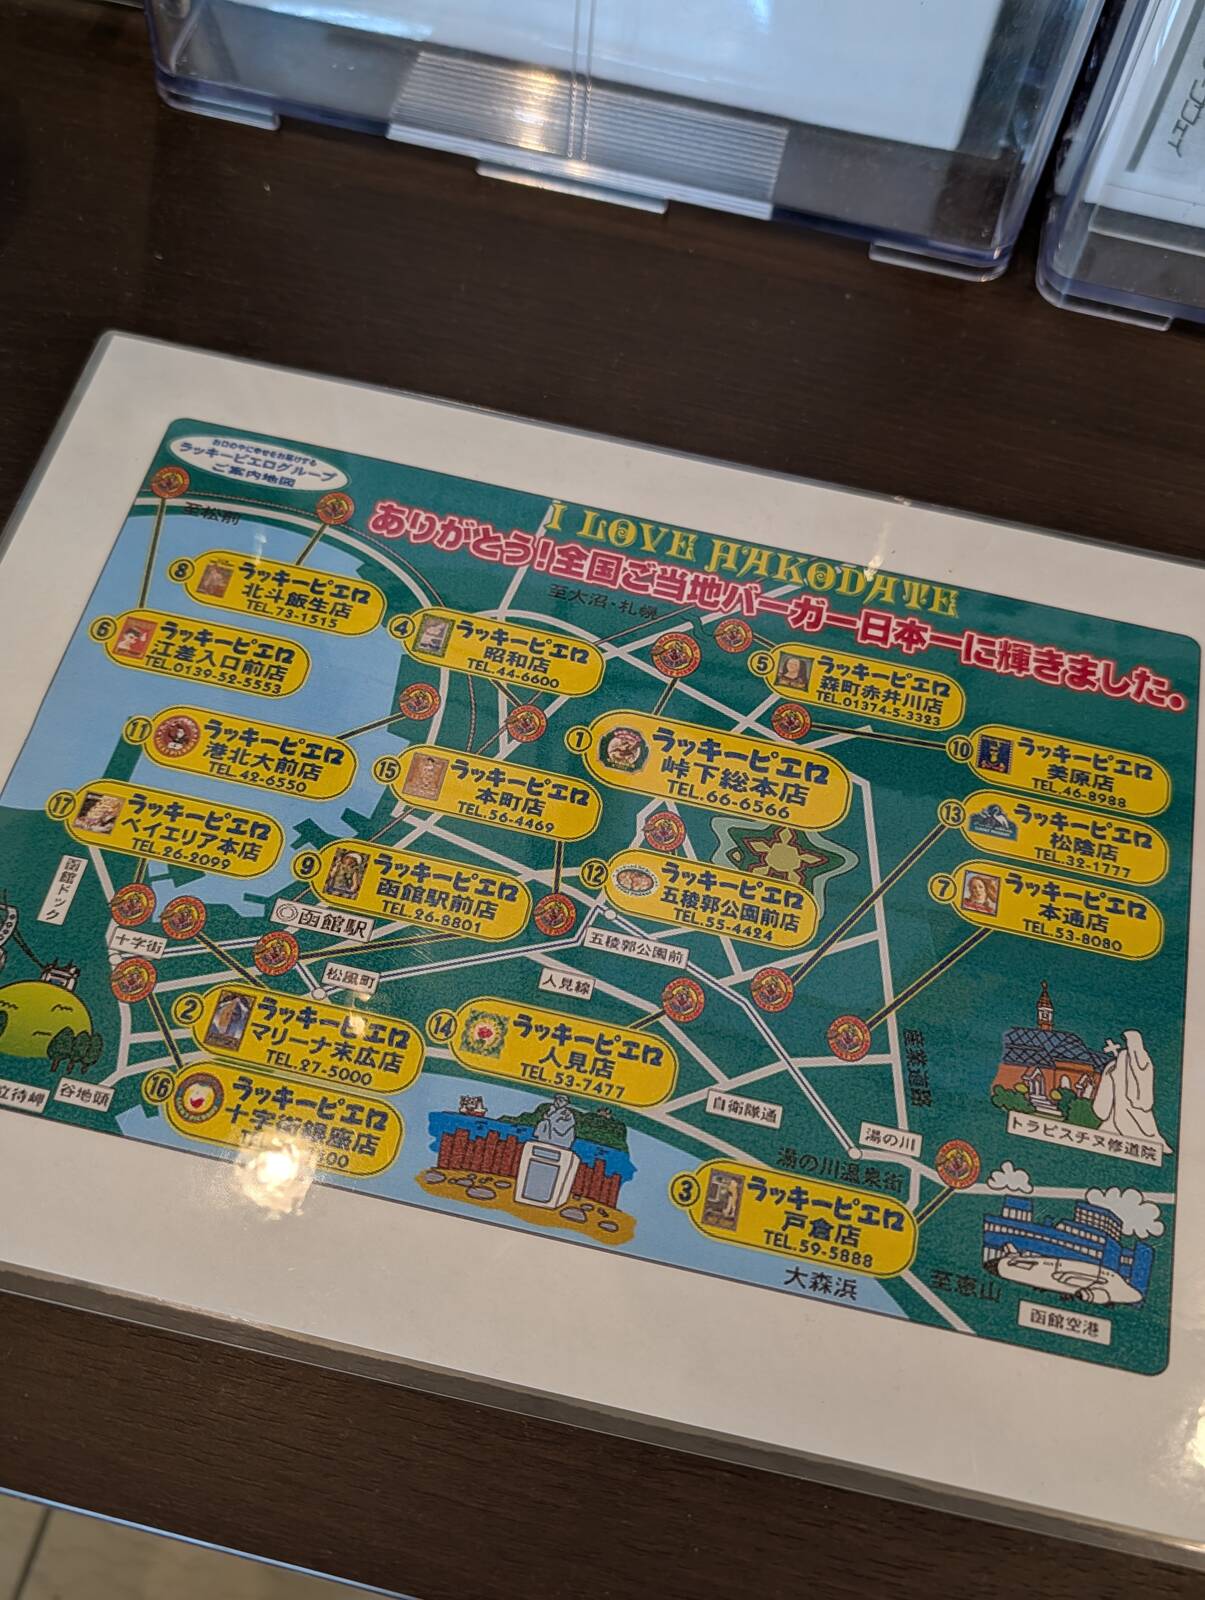 お口の中に幸せをお届けする
ラッキーピエログループ
ご案内地図
I LOVE HAKODATE
ありがとう!全国ご当地バーガー日本一に輝きました。
至松前
至大沼・札幌
⑧ ラッキーピエロ
北斗飯生店
TEL.73-1515
⑥ ラッキーピエロ
江差入口前店
TEL.0139-52-5553
④ ラッキーピエロ
昭和店
TEL.44-6600
⑤ ラッキーピエロ
森町赤井川店
TEL.01374-5-3323
⑪ ラッキーピエロ
港北大前店
TEL.42-6550
① ラッキーピエロ
峠下総本店
TEL.66-6566
⑩ ラッキーピエロ
美原店
TEL.46-8988
⑮ ラッキーピエロ
本町店
TEL.56-4469
⑬ ラッキーピエロ
松陰店
TEL.32-1777
⑰ ラッキーピエロ
ベイエリア本店
TEL.26-2099
⑨ ラッキーピエロ
函館駅前店
TEL.26-8801
⑫ ラッキーピエロ
五稜郭公園前店
TEL.55-4424
⑦ ラッキーピエロ
本通店
TEL.53-8080
函館ドック
十字街
函館駅
松風町
五稜郭公園前
人見線
② ラッキーピエロ
マリーナ末広店
TEL.27-5000
⑭ ラッキーピエロ
人見店
TEL.53-7477
産業道路
立待岬
谷地頭
⑯ ラッキーピエロ
十字街銀座店
自衛隊通
湯の川
トラピスチヌ修道院
湯の川温泉街
③ ラッキーピエロ
戸倉店
TEL.59-5888
大森浜
至恵山
函館空港